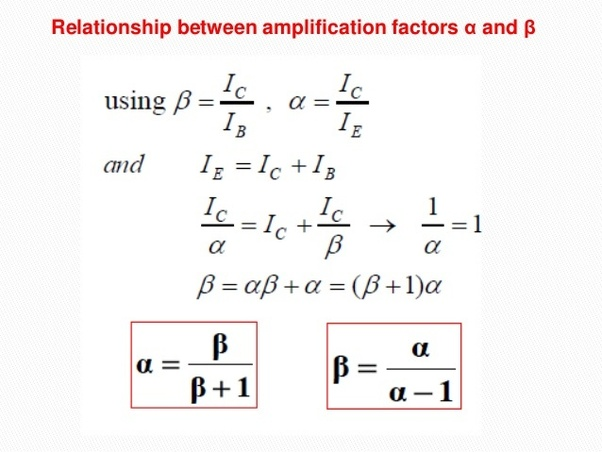 Relationship between amplification factors α and β
using β = I_C / I_B , α = I_C / I_E
and I_E = I_C + I_B
I_C / α = I_C + I_C / β → 1 / α = 1
β = αβ + α = (β + 1)α
α = β / β + 1
β = α / α − 1